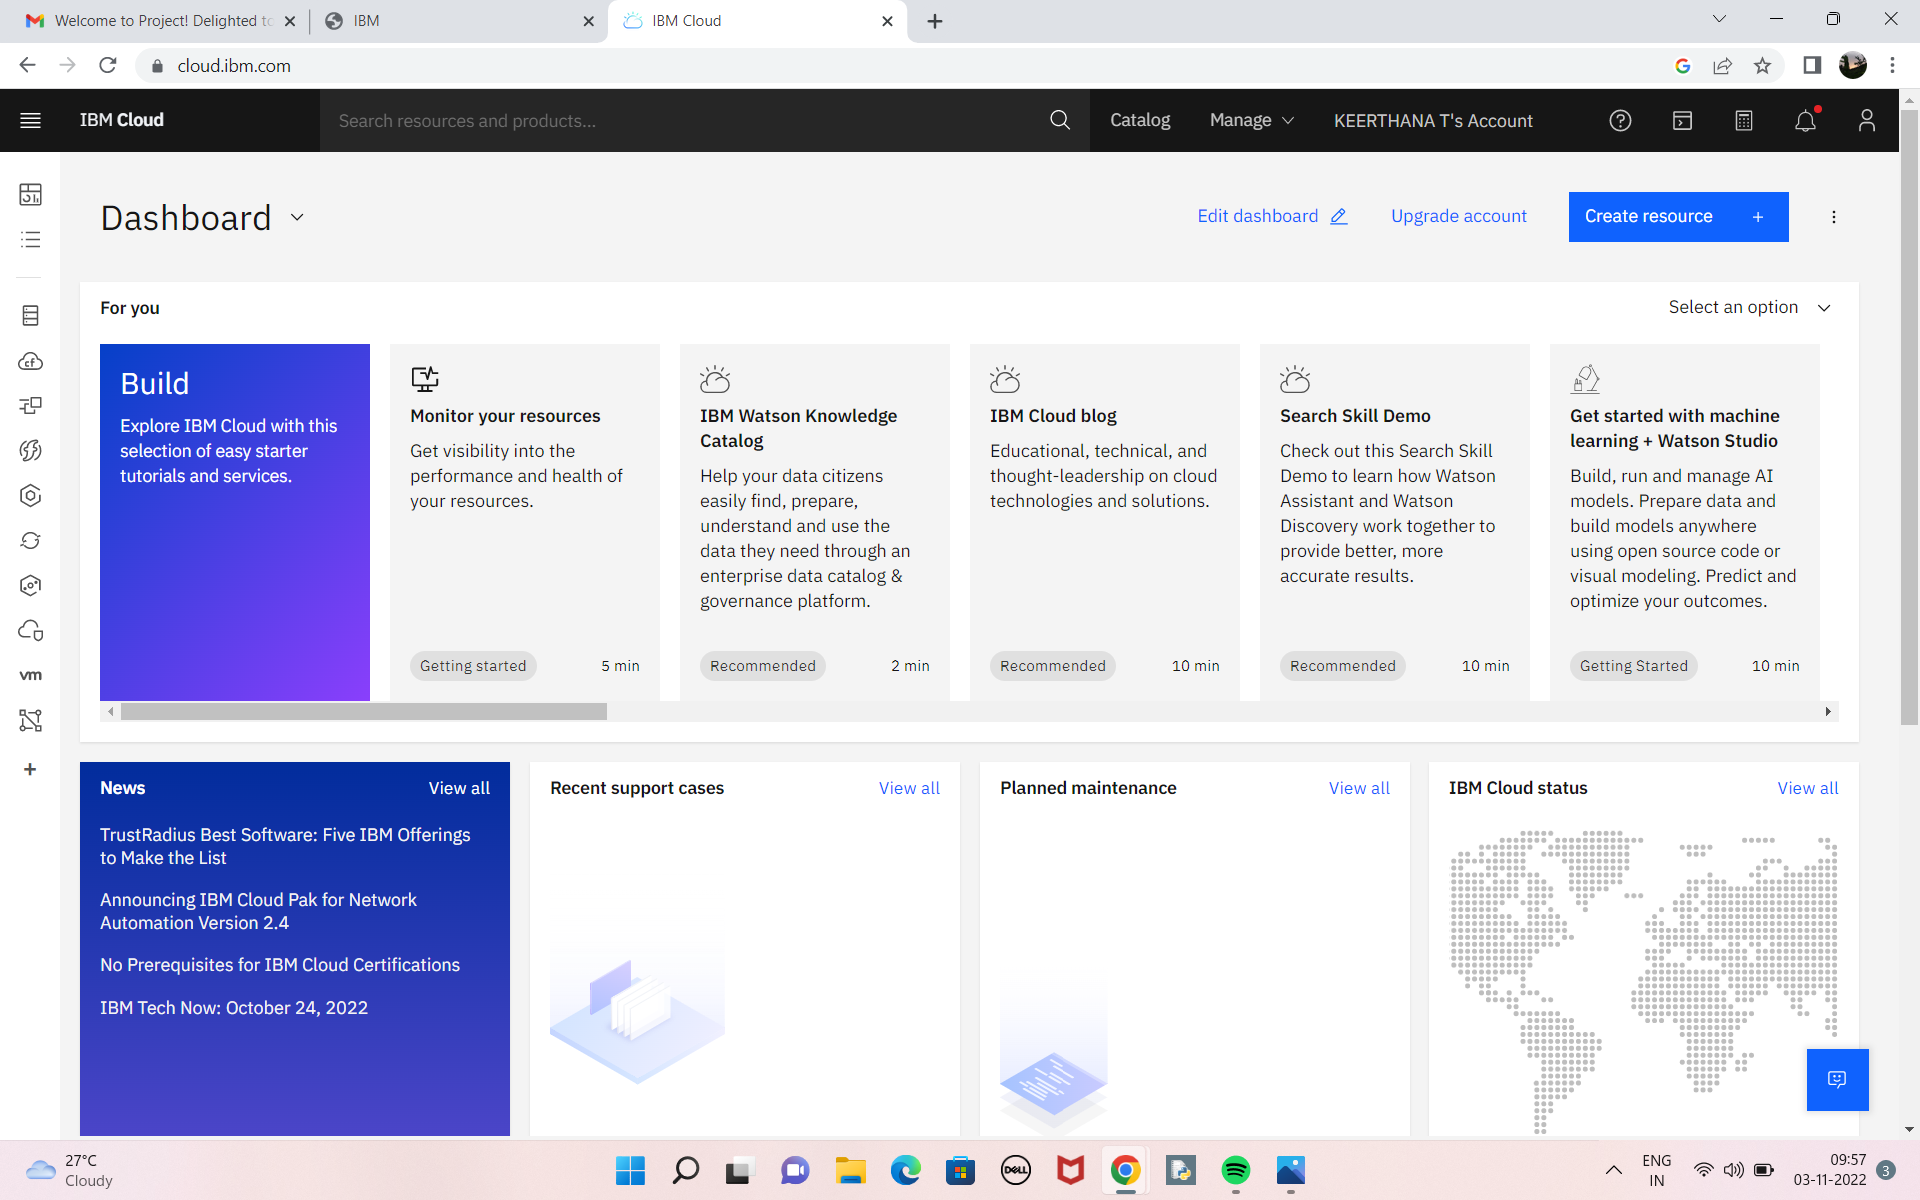 Welcome to Project! Delighted to
IBM
IBM Cloud
cloud.ibm.com
IBM Cloud
Search resources and products...
Catalog
Manage
KEERTHANA T's Account
Dashboard
Edit dashboard
Upgrade account
Create resource +
For you
Select an option
Build
Explore IBM Cloud with this
selection of easy starter
tutorials and services.
Monitor your resources
Get visibility into the
performance and health of
your resources.
Getting started
5 min
IBM Watson Knowledge
Catalog
Help your data citizens
easily find, prepare,
understand and use the
data they need through an
enterprise data catalog &
governance platform.
Recommended
2 min
IBM Cloud blog
Educational, technical, and
thought-leadership on cloud
technologies and solutions.
Recommended
10 min
Search Skill Demo
Check out this Search Skill
Demo to learn how Watson
Assistant and Watson
Discovery work together to
provide better, more
accurate results.
Recommended
10 min
Get started with machine
learning + Watson Studio
Build, run and manage AI
models. Prepare data and
build models anywhere
using open source code or
visual modeling. Predict and
optimize your outcomes.
Getting Started
10 min
cf
vm
News
View all
TrustRadius Best Software: Five IBM Offerings
to Make the List
Announcing IBM Cloud Pak for Network
Automation Version 2.4
No Prerequisites for IBM Cloud Certifications
IBM Tech Now: October 24, 2022
Recent support cases
View all
Planned maintenance
View all
IBM Cloud status
View all
27°C
Cloudy
DELL
ENG
IN
09:57
03-11-2022
3